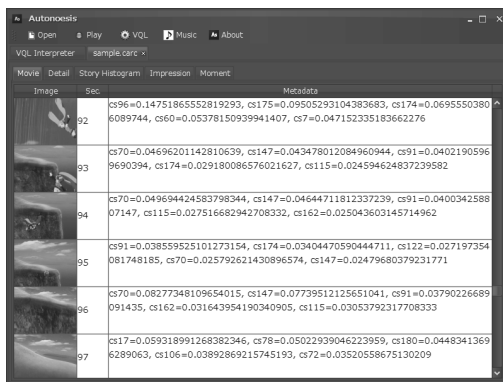 Autonoesis
Open Play VQL Music As About
VQL Interpreter sample.carc ×
Movie Detail Story Histogram Impression Moment
Image Sec. Metadata
92
cs96=0.14751865552819293, cs175=0.09505293104383683, cs174=0.0695550380
6089744, cs60=0.05378150939941407, cs7=0.047152335183662276
93
cs70=0.04696201142810639, cs147=0.043478012084960944, cs91=0.0402190596
9690394, cs174=0.029180086576021627, cs115=0.024594624837239582
94
cs70=0.049694424583798344, cs147=0.04644711812337239, cs91=0.0400342588
07147, cs115=0.027516682942708332, cs162=0.025043603145714962
95
cs91=0.038559525101273154, cs174=0.03404470590444711, cs122=0.027197354
081748185, cs70=0.025792621430896574, cs147=0.02479680379231771
96
cs70=0.08277348109654015, cs147=0.07739512125651041, cs91=0.03790226689
091435, cs162=0.031643954190340905, cs115=0.03053792317708333
97
cs17=0.059318991268382346, cs78=0.05022939046223959, cs180=0.0448341369
6289063, cs106=0.03892869215745193, cs72=0.03520558675130209